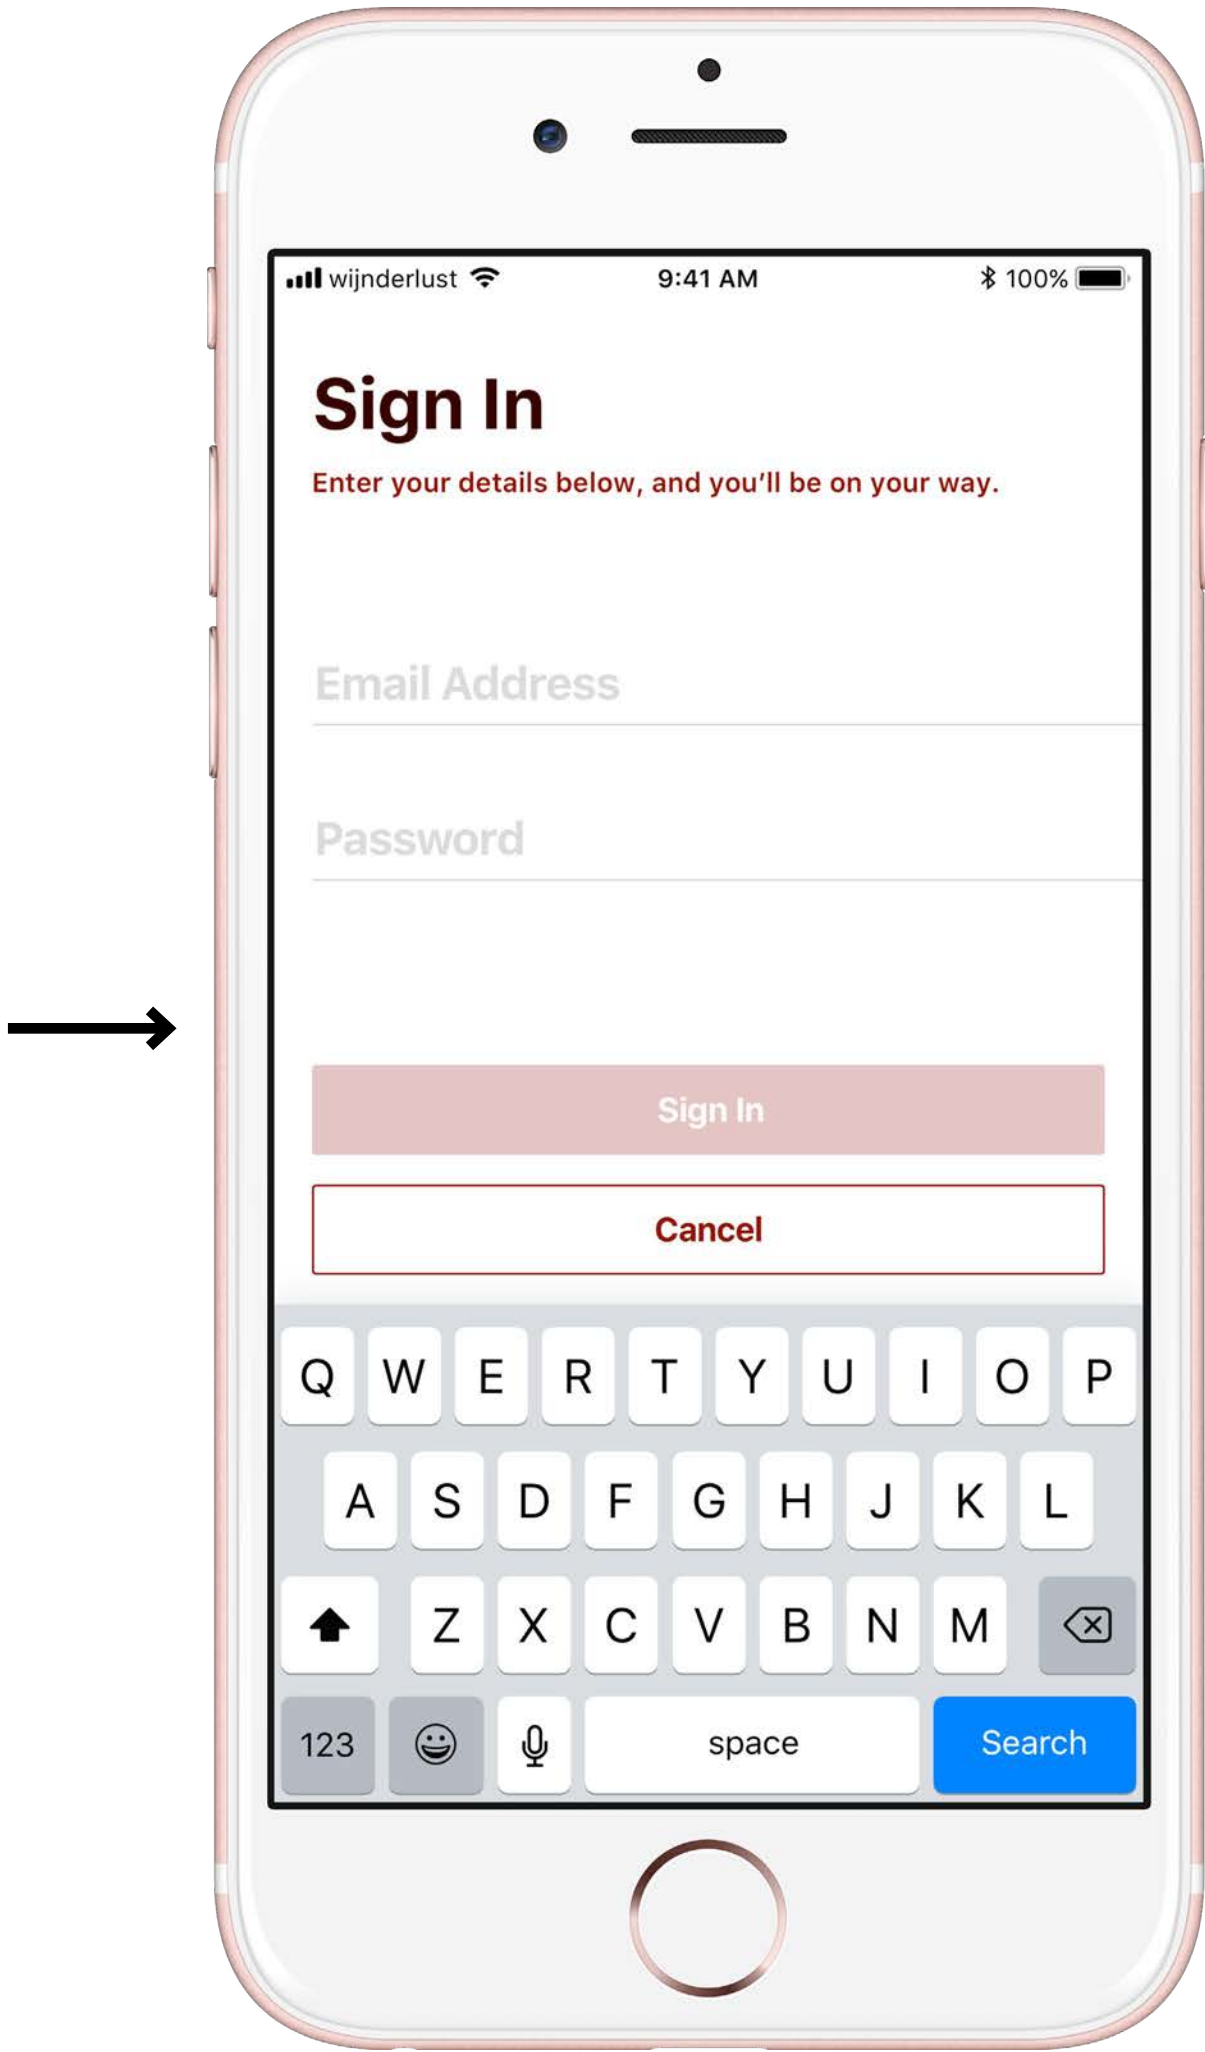 wijnderlust 9:41 AM 100%
Sign In
Enter your details below, and you’ll be on your way.
Email Address
Password
Sign In
Cancel
Q W E R T Y U I O P
A S D F G H J K L
Z X C V B N M
123 space Search